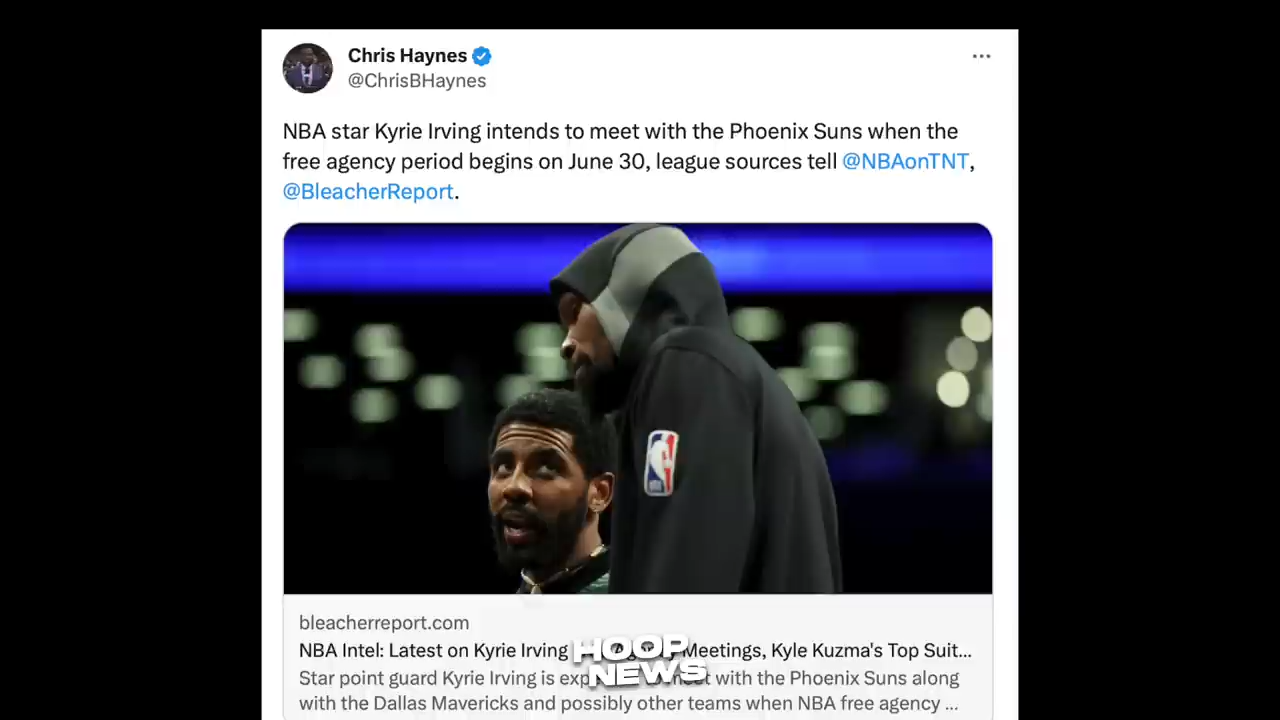 Chris Haynes
@ChrisBHaynes
NBA star Kyrie Irving intends to meet with the Phoenix Suns when the
free agency period begins on June 30, league sources tell @NBAonTNT,
@BleacherReport.
bleacherreport.com
NBA Intel: Latest on Kyrie Irving Meetings, Kyle Kuzma's Top Suit...
HOOP
NEWS
Star point guard Kyrie Irving is with the Phoenix Suns along
with the Dallas Mavericks and possibly other teams when NBA free agency ...